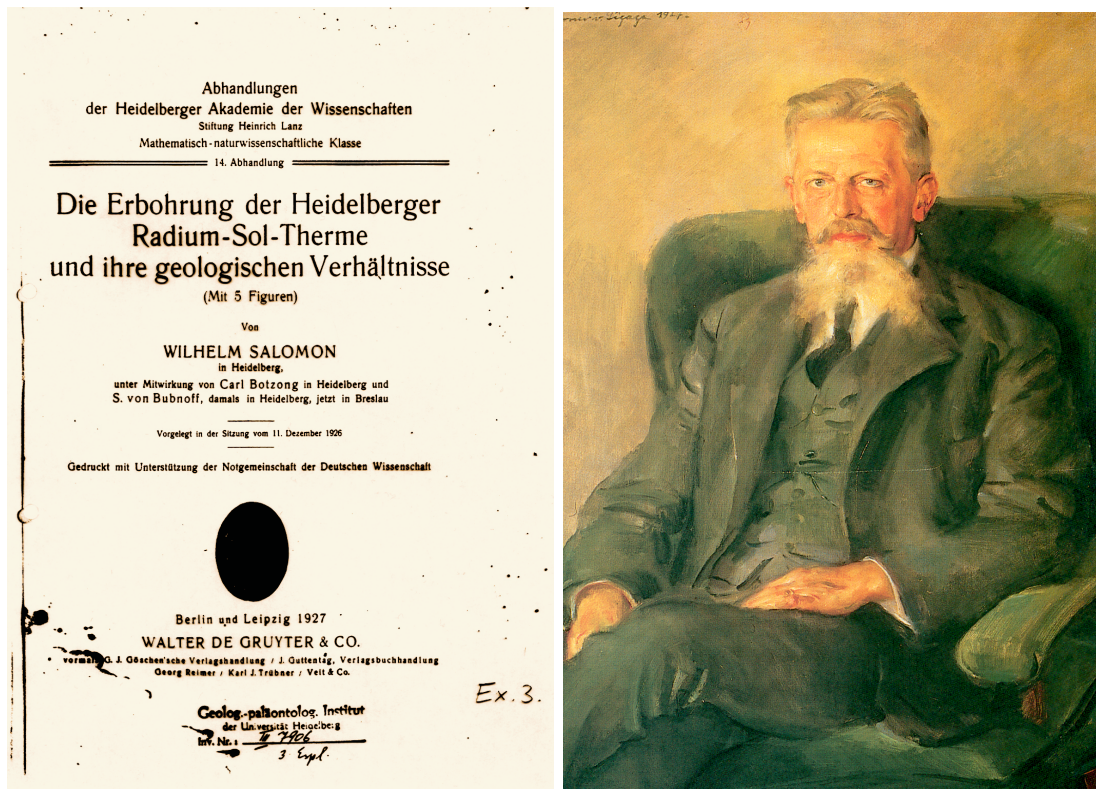 Abhandlungen
der Heidelberger Akademie der Wissenschaften
Stiftung Heinrich Lanz
Mathematisch-naturwissenschaftliche Klasse
14. Abhandlung
Die Erbohrung der Heidelberger
Radium-Sol-Therme
und ihre geologischen Verhältnisse
(Mit 5 Figuren)
Von
WILHELM SALOMON
in Heidelberg,
unter Mitwirkung von Carl Botzong in Heidelberg und
S. von Bubnoff, damals in Heidelberg, jetzt in Breslau
Vorgelegt in der Sitzung vom 11. Dezember 1926
Gedruckt mit Unterstützung der Notgemeinschaft der Deutschen Wissenschaft
Berlin und Leipzig 1927
WALTER DE GRUYTER & CO.
vormals G. J. Göschen'sche Verlagshandlung / J. Guttentag, Verlagsbuchhandlung
Georg Reimer / Karl J. Trübner / Veit & Co.
Ex. 3.
Geolog.-paläontolog. Institut
der Universität Heidelberg
Inv. Nr.: III 7906
3 Expl.
1927.